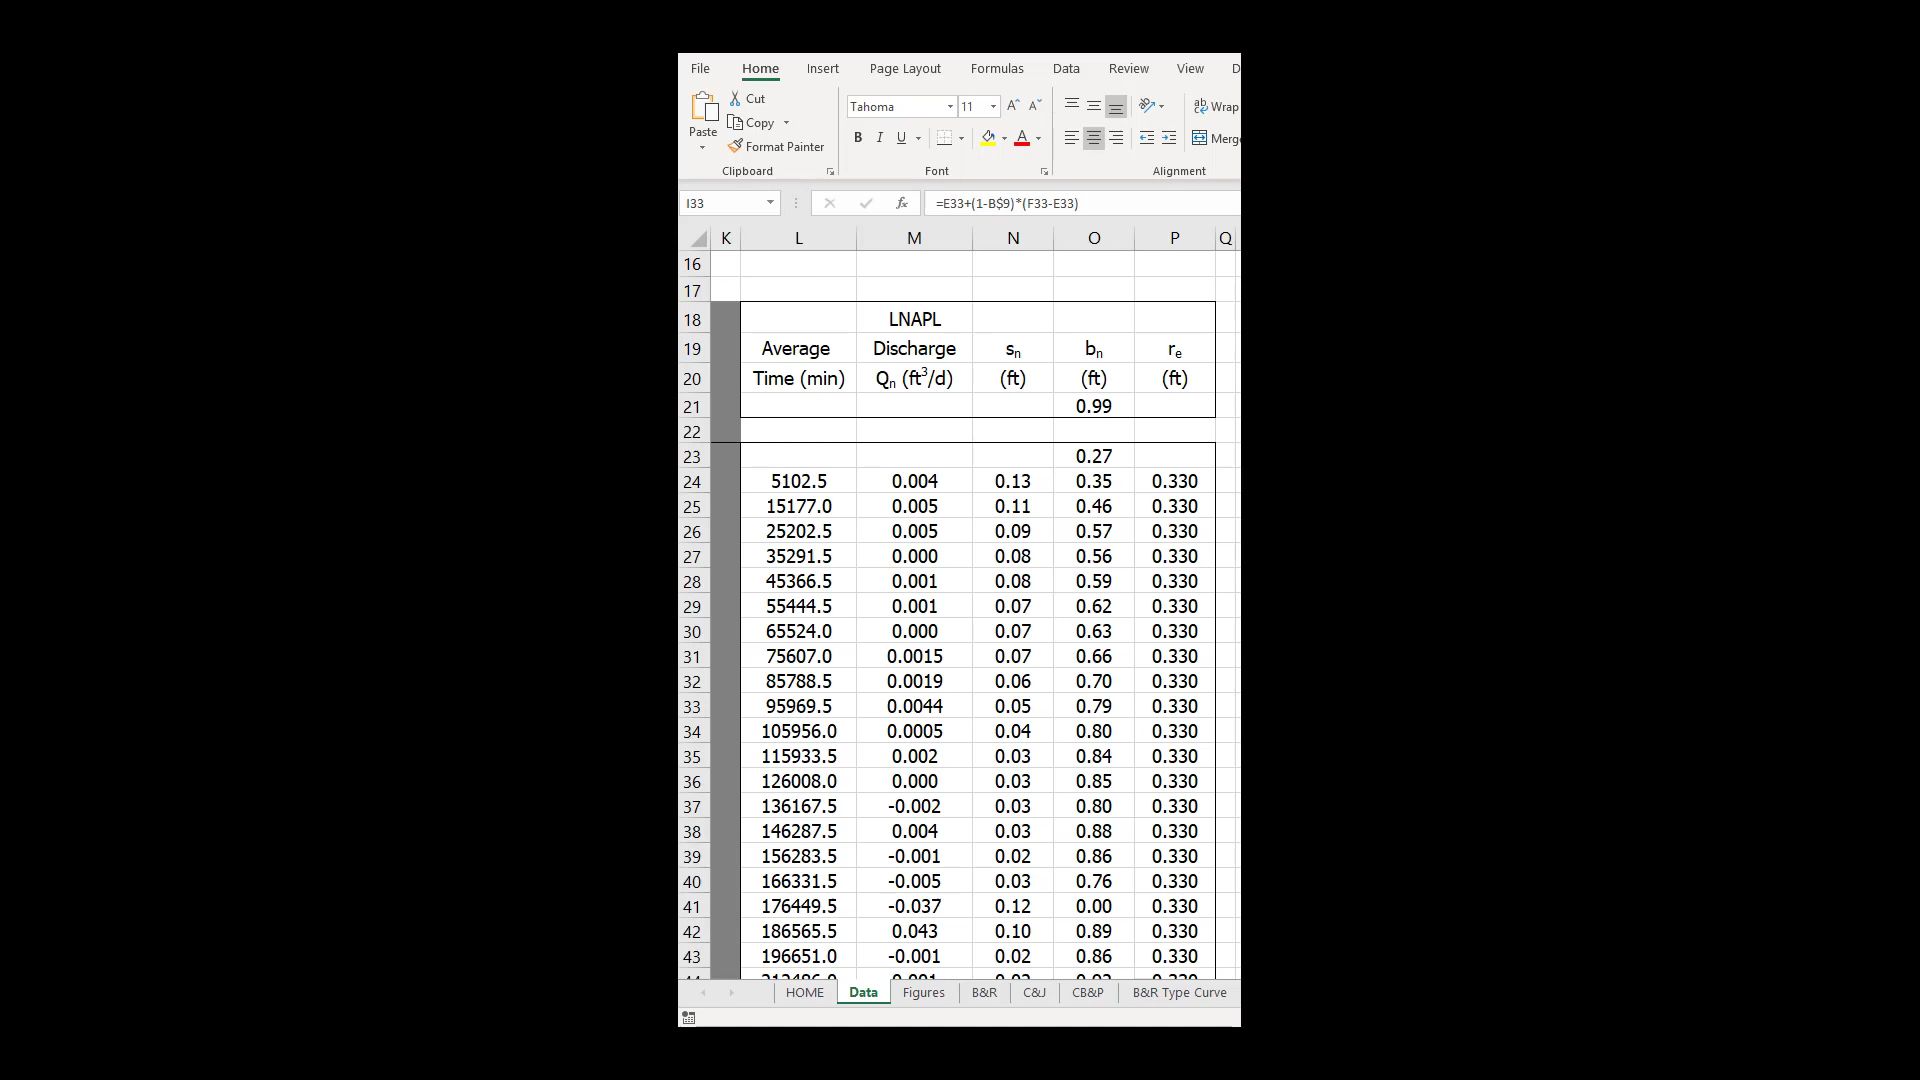 File Home Insert Page Layout Formulas Data Review View D
Cut
Copy
Paste
Format Painter
Clipboard
Tahoma 11 A A
B I U A
Font
ab Wrap
Merg
Alignment
I33 fx =E33+(1-B$9)*(F33-E33)
K L M N O P Q
16
17
18 LNAPL
19 Average Discharge sₙ bₙ rₑ
20 Time (min) Qₙ (ft³/d) (ft) (ft) (ft)
21 0.99
22
23 0.27
24 5102.5 0.004 0.13 0.35 0.330
25 15177.0 0.005 0.11 0.46 0.330
26 25202.5 0.005 0.09 0.57 0.330
27 35291.5 0.000 0.08 0.56 0.330
28 45366.5 0.001 0.08 0.59 0.330
29 55444.5 0.001 0.07 0.62 0.330
30 65524.0 0.000 0.07 0.63 0.330
31 75607.0 0.0015 0.07 0.66 0.330
32 85788.5 0.0019 0.06 0.70 0.330
33 95969.5 0.0044 0.05 0.79 0.330
34 105956.0 0.0005 0.04 0.80 0.330
35 115933.5 0.002 0.03 0.84 0.330
36 126008.0 0.000 0.03 0.85 0.330
37 136167.5 -0.002 0.03 0.80 0.330
38 146287.5 0.004 0.03 0.88 0.330
39 156283.5 -0.001 0.02 0.86 0.330
40 166331.5 -0.005 0.03 0.76 0.330
41 176449.5 -0.037 0.12 0.00 0.330
42 186565.5 0.043 0.10 0.89 0.330
43 196651.0 -0.001 0.02 0.86 0.330
HOME Data Figures B&R C&J CB&P B&R Type Curve